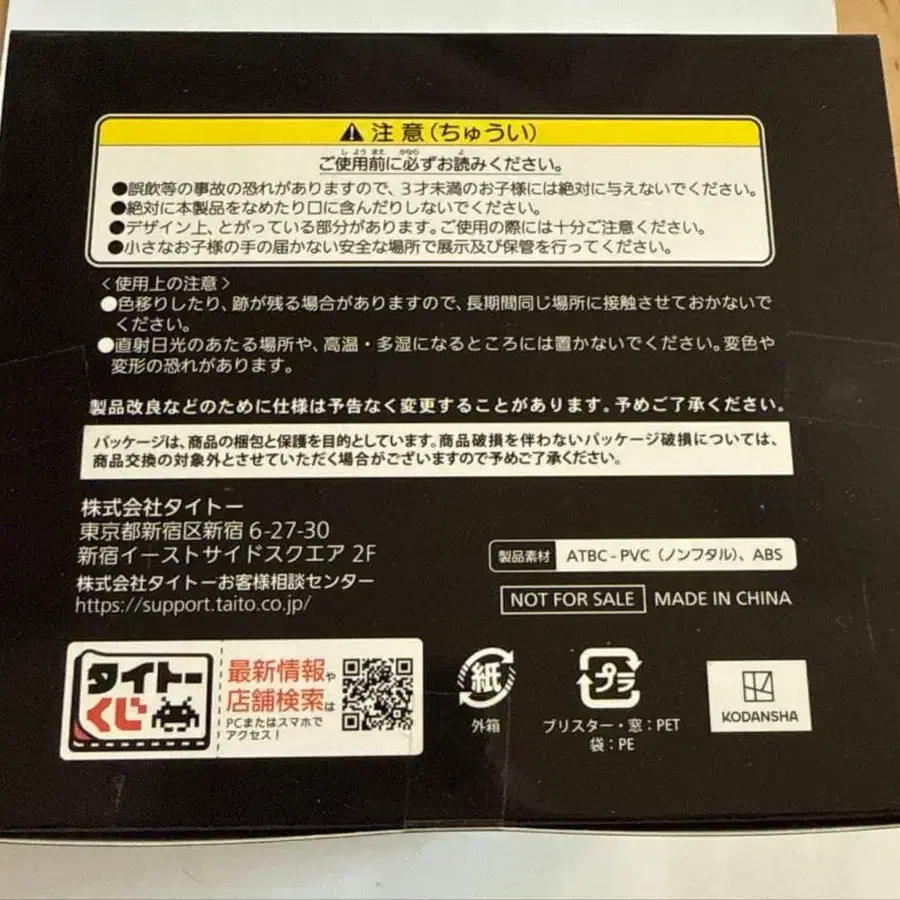 ⚠ 注意(ちゅうい)
ご使用前に必ずお読みください。
●誤飲等の事故の恐れがありますので、3才未満のお子様には絶対に与えないでください。
●絶対に本製品をなめたり口に含んだりしないでください。
●デザイン上、とがっている部分があります。ご使用の際には十分ご注意ください。
●小さなお子様の手の届かない安全な場所で展示及び保管を行ってください。
<使用上の注意>
●色移りしたり、跡が残る場合がありますので、長期間同じ場所に接触させておかないで
ください。
●直射日光のあたる場所や、高温・多湿になるところには置かないでください。変色や
変形の恐れがあります。
製品改良などのために仕様は予告なく変更することがあります。予めご了承ください。
パッケージは、商品の梱包と保護を目的としています。商品破損を伴わないパッケージ破損については、
商品交換の対象外とさせていただく場合がございますので予めご了承ください。
株式会社タイトー
東京都新宿区新宿 6-27-30
新宿イーストサイドスクエア 2F
株式会社タイトーお客様相談センター
https://support.taito.co.jp/
製品素材 ATBC-PVC(ノンフタル)、ABS
NOT FOR SALE MADE IN CHINA
タイトー
くじ
最新情報や
店舗検索は
PCまたはスマホで
アクセス!
紙
外箱
プラ
ブリスター・窓:PET
袋:PE
KODANSHA